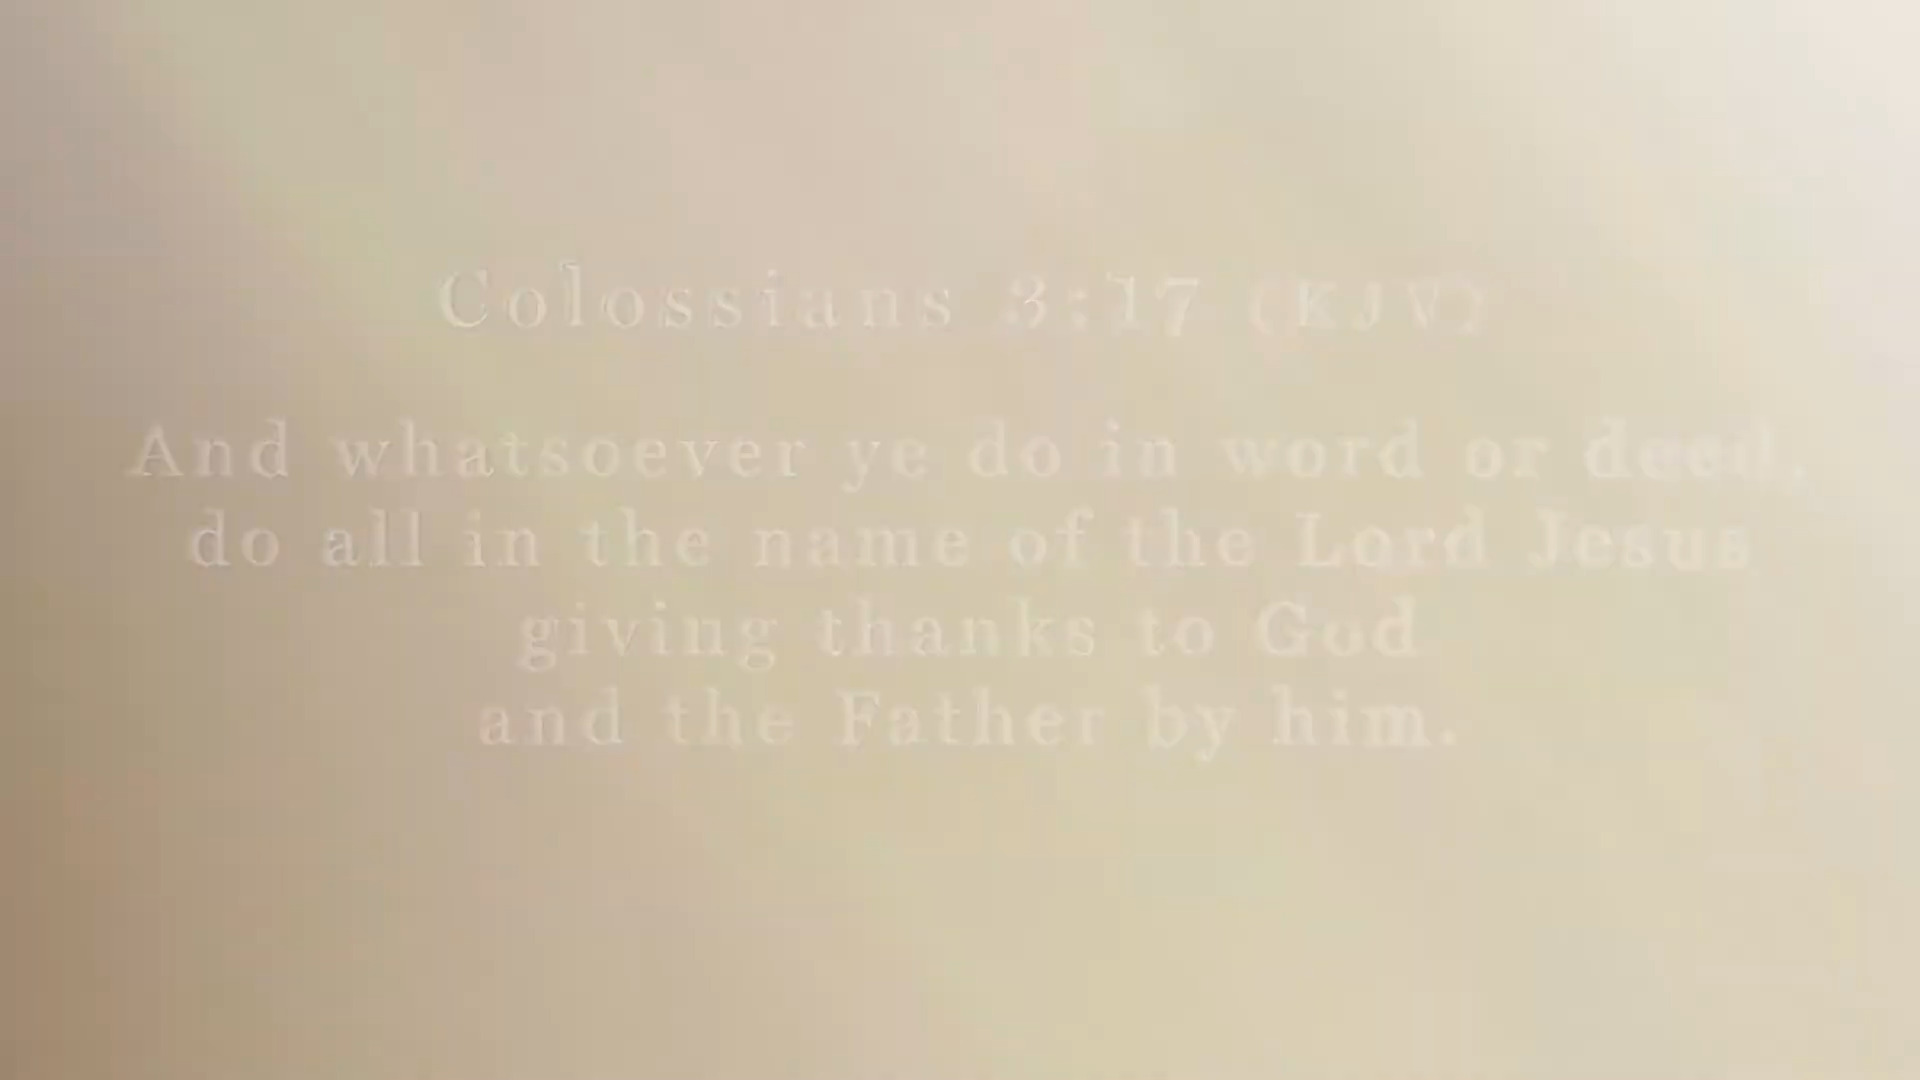 Colossians 3:17 (KJV)
And whatsoever ye do in word or deed,
do all in the name of the Lord Jesus
giving thanks to God
and the Father by him.